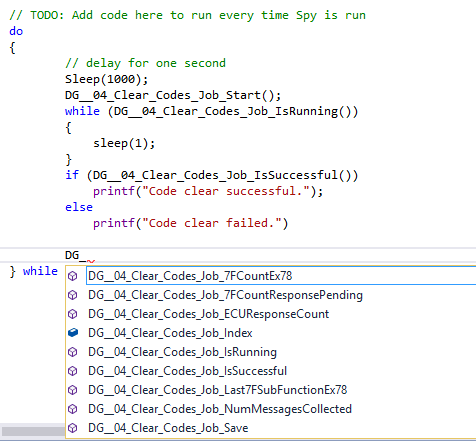 // TODO: Add code here to run every time Spy is run
do
{
// delay for one second
Sleep(1000);
DG__04_Clear_Codes_Job_Start();
while (DG__04_Clear_Codes_Job_IsRunning())
{
sleep(1);
}
if (DG__04_Clear_Codes_Job_IsSuccessful())
printf("Code clear successful.");
else
printf("Code clear failed.")
DG_
} while
DG__04_Clear_Codes_Job_7FCountEx78
DG__04_Clear_Codes_Job_7FCountResponsePending
DG__04_Clear_Codes_Job_ECUResponseCount
DG__04_Clear_Codes_Job_Index
DG__04_Clear_Codes_Job_IsRunning
DG__04_Clear_Codes_Job_IsSuccessful
DG__04_Clear_Codes_Job_Last7FSubFunctionEx78
DG__04_Clear_Codes_Job_NumMessagesCollected
DG__04_Clear_Codes_Job_Save